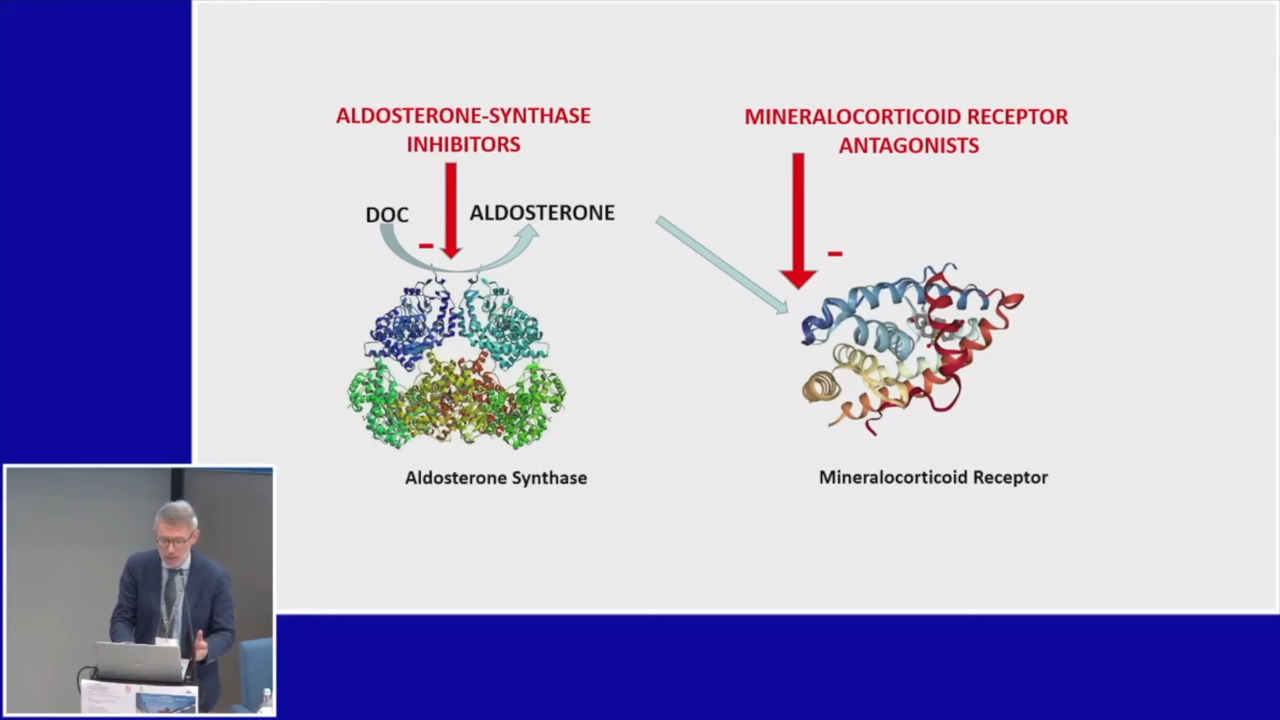 ALDOSTERONE-SYNTHASE
INHIBITORS
MINERALOCORTICOID RECEPTOR
ANTAGONISTS
DOC
ALDOSTERONE
-
-
Aldosterone Synthase
Mineralocorticoid Receptor